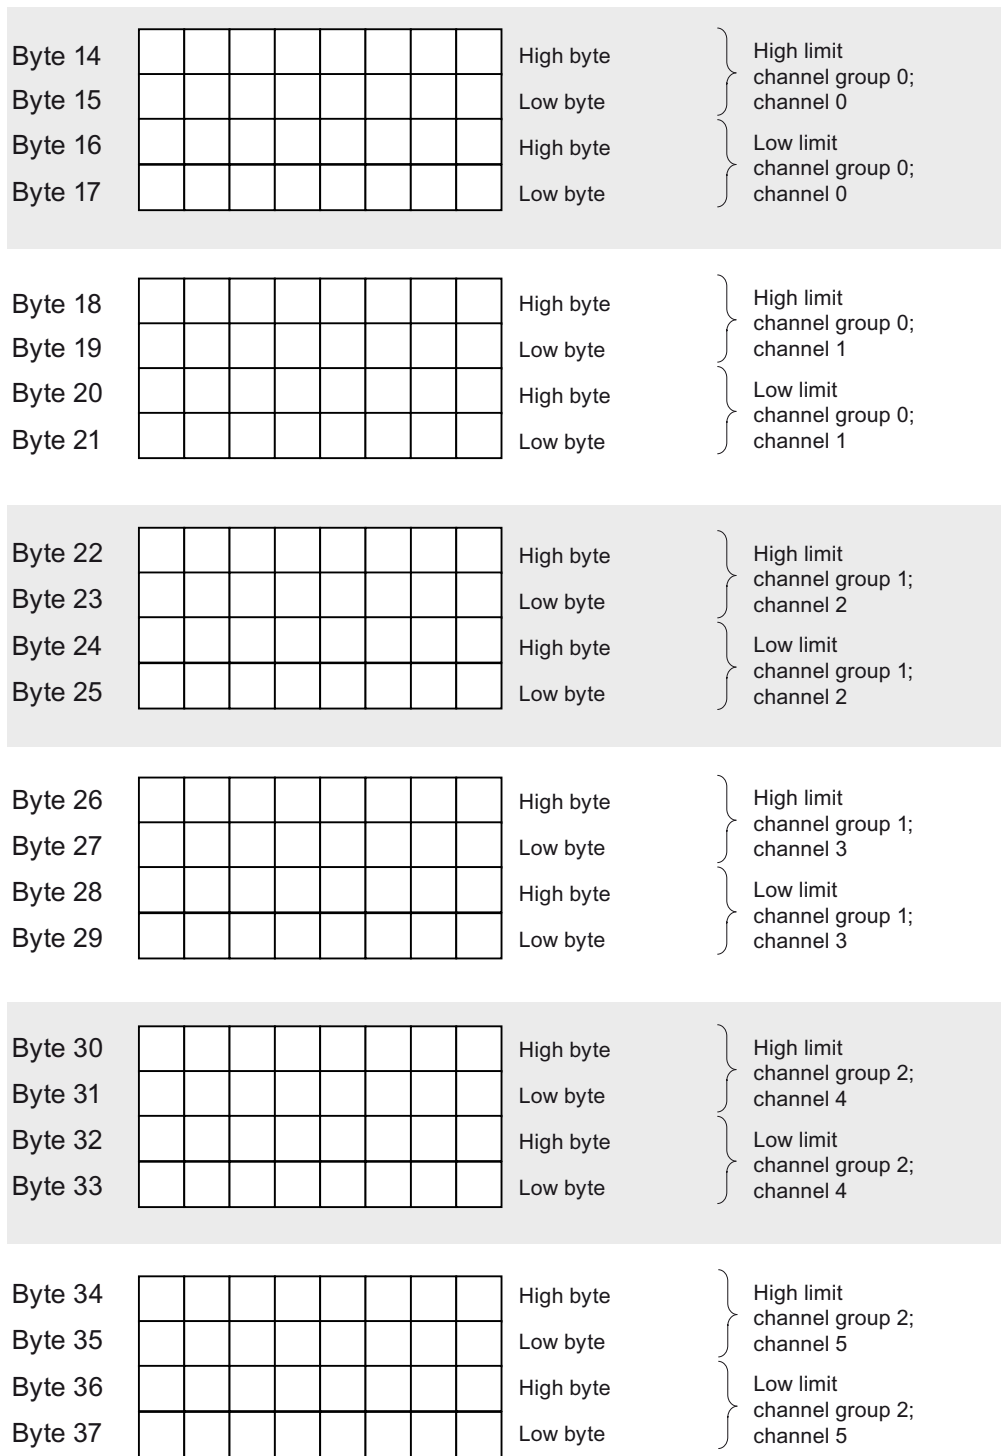 Byte 14
High byte
High limit
channel group 0;
channel 0
Byte 15
Low byte
Byte 16
High byte
Low limit
channel group 0;
channel 0
Byte 17
Low byte
Byte 18
High byte
High limit
channel group 0;
channel 1
Byte 19
Low byte
Byte 20
High byte
Low limit
channel group 0;
channel 1
Byte 21
Low byte
Byte 22
High byte
High limit
channel group 1;
channel 2
Byte 23
Low byte
Byte 24
High byte
Low limit
channel group 1;
channel 2
Byte 25
Low byte
Byte 26
High byte
High limit
channel group 1;
channel 3
Byte 27
Low byte
Byte 28
High byte
Low limit
channel group 1;
channel 3
Byte 29
Low byte
Byte 30
High byte
High limit
channel group 2;
channel 4
Byte 31
Low byte
Byte 32
High byte
Low limit
channel group 2;
channel 4
Byte 33
Low byte
Byte 34
High byte
High limit
channel group 2;
channel 5
Byte 35
Low byte
Byte 36
High byte
Low limit
channel group 2;
channel 5
Byte 37
Low byte